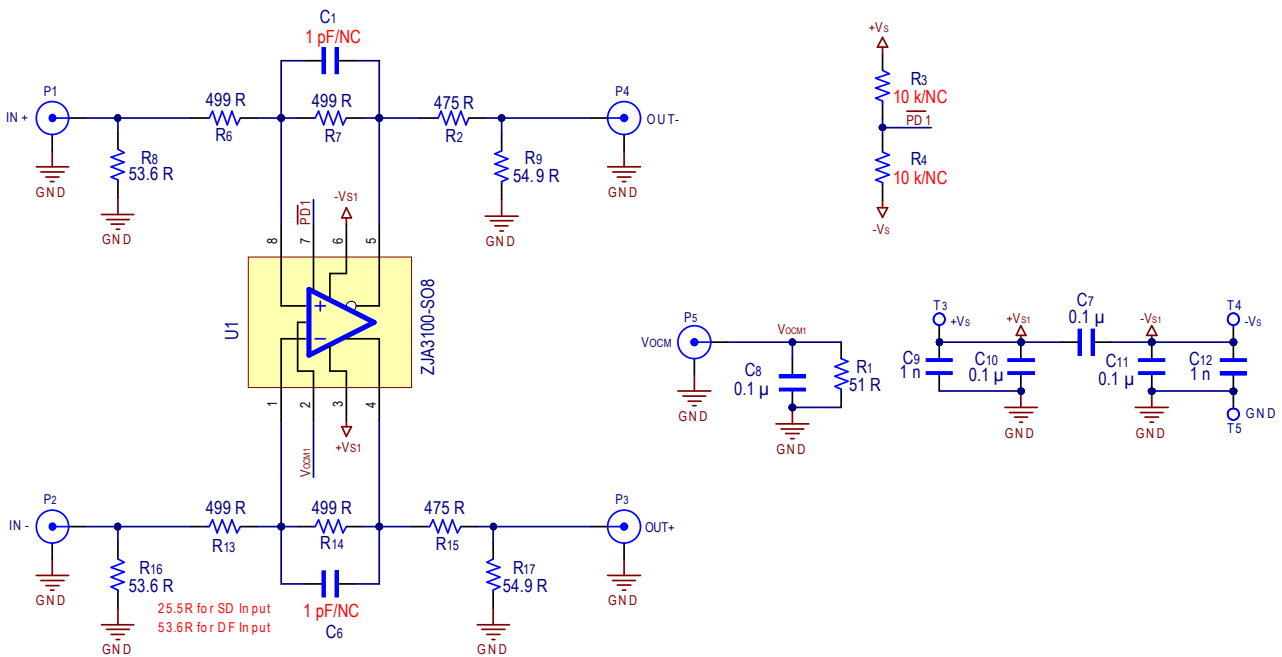 C1
1 pF/NC
P1
IN +
GND
R8
53.6 R
GND
499 R
R6
499 R
R7
475 R
R2
R9
54.9 R
GND
P4
OUT-
GND
+VS
R3
10 k/NC
PD 1
R4
10 k/NC
-VS
PD1
-VS1
8
7
6
5
U1
ZJA3100-SO8
1
2
3
4
VOCM1
+VS1
P5
VOCM
GND
VOCM1
C8
0.1 µ
R1
51 R
GND
T3
+VS
C9
1 n
+VS1
C10
0.1 µ
GND
C7
0.1 µ
-VS1
C11
0.1 µ
GND
T4
-VS
C12
1 n
GND
T5
P2
IN -
GND
R16
53.6 R
25.5R for SD Input
53.6R for DF Input
GND
499 R
R13
499 R
R14
1 pF/NC
C6
475 R
R15
R17
54.9 R
GND
P3
OUT+
GND